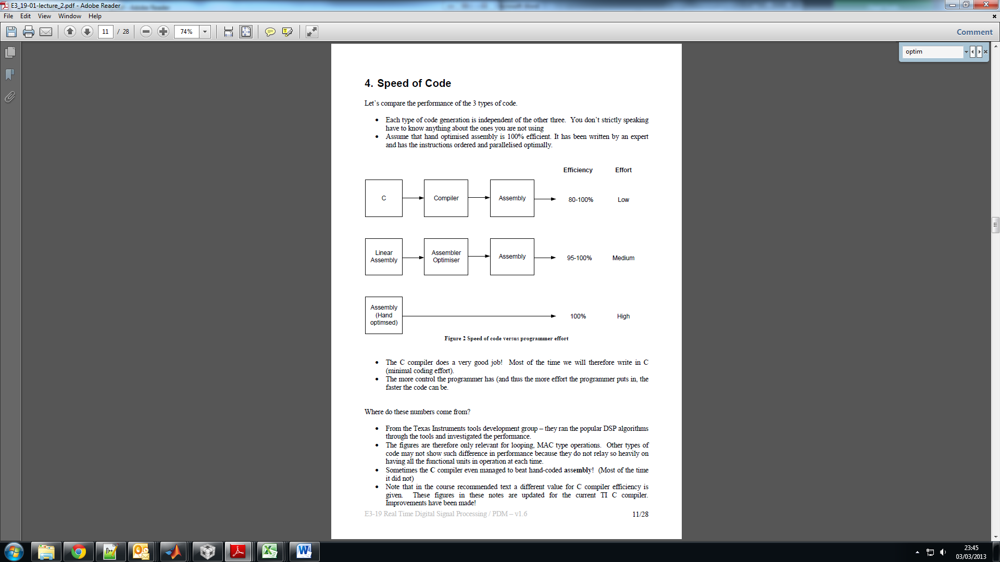 E3_19-01-lecture_2.pdf - Adobe Reader
File Edit View Window Help
11 / 28 74% Comment
optim
4. Speed of Code
Let's compare the performance of the 3 types of code.
• Each type of code generation is independent of the other three. You don't strictly speaking
have to know anything about the ones you are not using
• Assume that hand optimised assembly is 100% efficient. It has been written by an expert
and has the instructions ordered and parallelised optimally.
Efficiency Effort
C Compiler Assembly 80-100% Low
Linear Assembler
Assembly Optimiser Assembly 95-100% Medium
Assembly
(Hand 100% High
optimsed)
Figure 2 Speed of code versus programmer effort
• The C compiler does a very good job! Most of the time we will therefore write in C
(minimal coding effort).
• The more control the programmer has (and thus the more effort the programmer puts in, the
faster the code can be.
Where do these numbers come from?
• From the Texas Instruments tools development group – they ran the popular DSP algorithms
through the tools and investigated the performance.
• The figures are therefore only relevant for looping, MAC type operations. Other types of
code may not show such difference in performance because they do not relay so heavily on
having all the functional units in operation at each time.
• Sometimes the C compiler even managed to beat hand-coded assembly! (Most of the time
it did not)
• Note that in the course recommended text a different value for C compiler efficiency is
given. These figures in these notes are updated for the current TI C compiler.
Improvements have been made!
E3-19 Real Time Digital Signal Processing / PDM – v1.6 11/28
23:45
03/03/2013